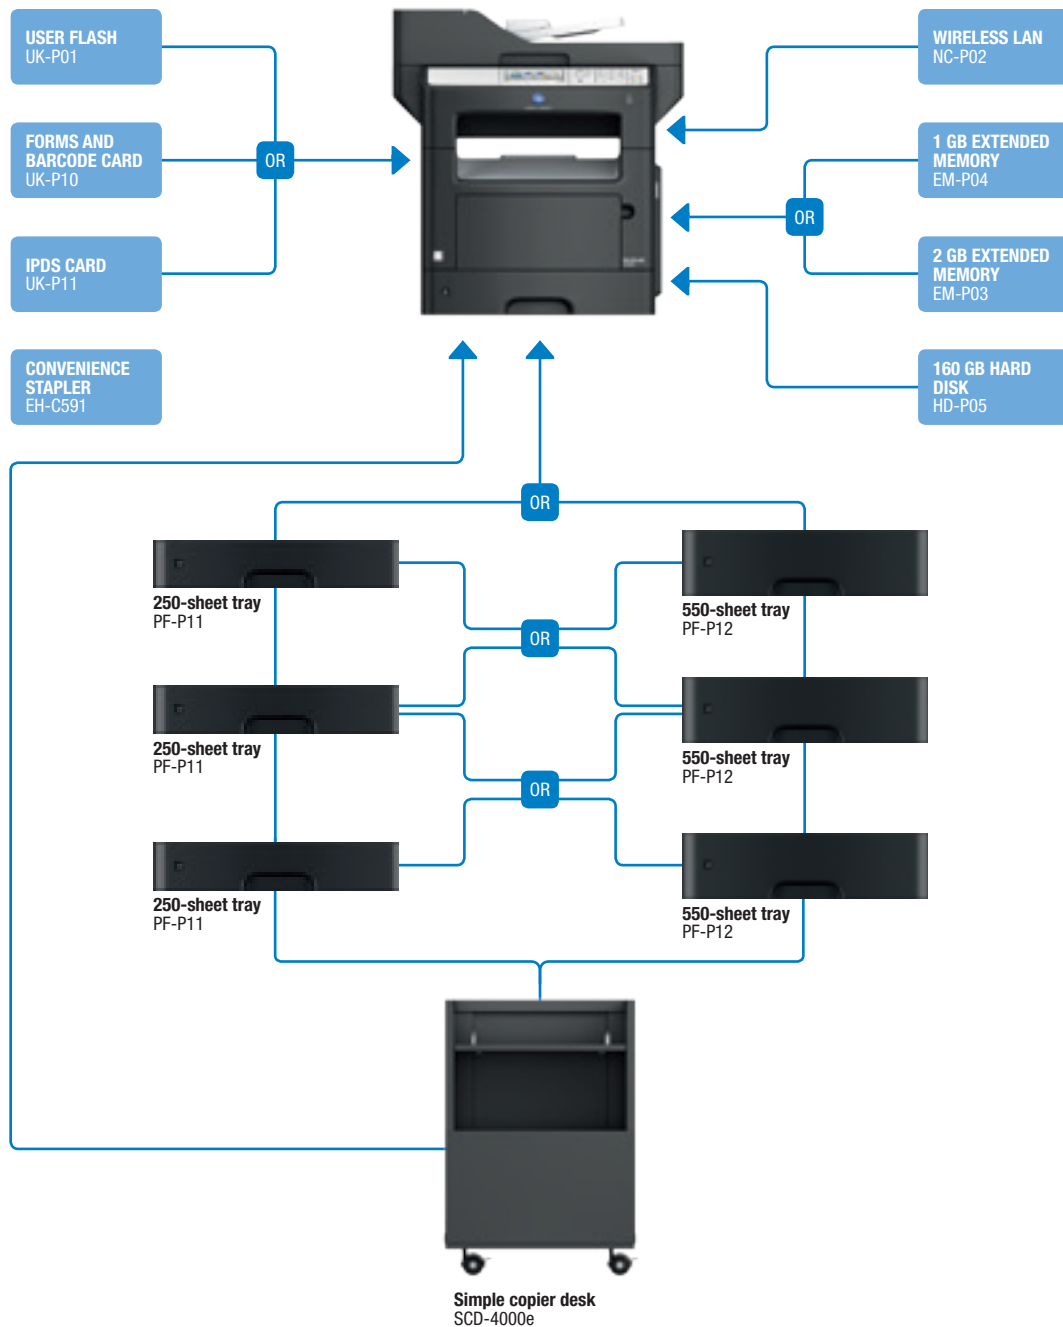 USER FLASH
UK-P01
FORMS AND
BARCODE CARD
UK-P10
IPDS CARD
UK-P11
CONVENIENCE
STAPLER
EH-C591
OR
WIRELESS LAN
NC-P02
1 GB EXTENDED
MEMORY
EM-P04
OR
2 GB EXTENDED
MEMORY
EM-P03
160 GB HARD
DISK
HD-P05
OR
250-sheet tray
PF-P11
550-sheet tray
PF-P12
OR
250-sheet tray
PF-P11
550-sheet tray
PF-P12
OR
250-sheet tray
PF-P11
550-sheet tray
PF-P12
Simple copier desk
SCD-4000e